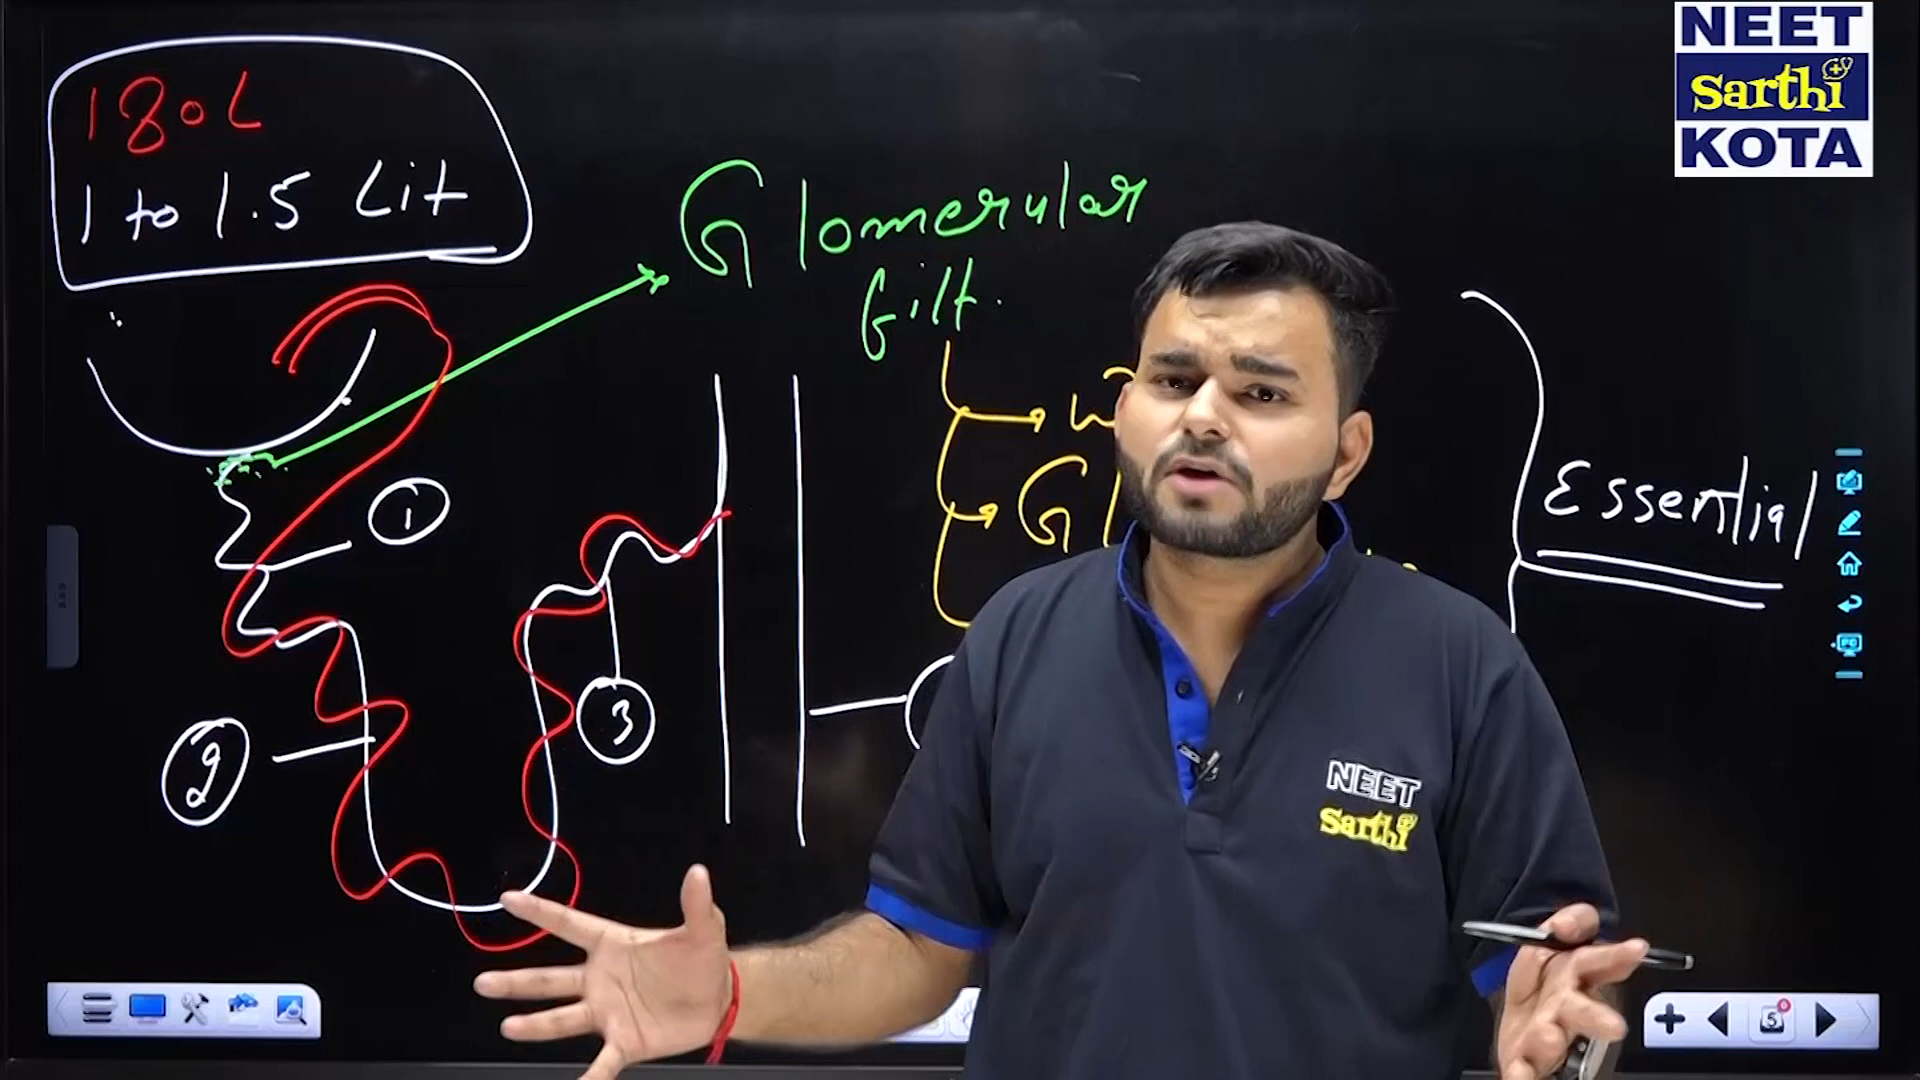 NEET
Sarthi
KOTA
180L
1 to 1.5 Lit
Glomerular
filt.
1
Essential
2
3
NEET
Sarthi